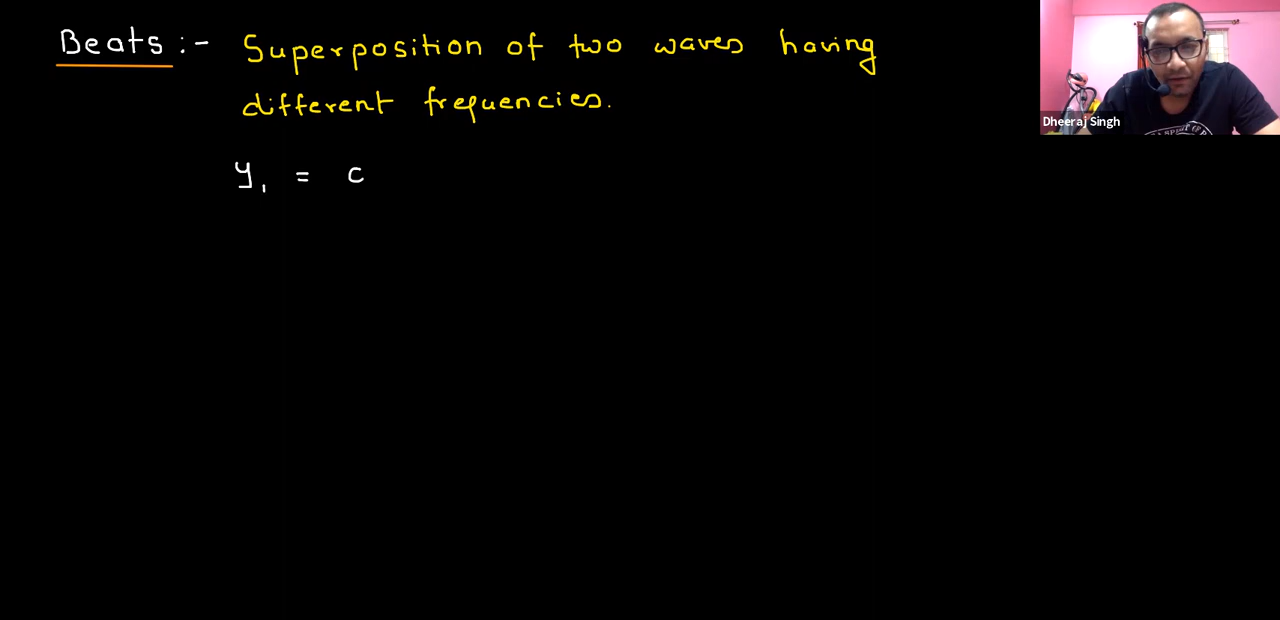 Beats :- Superposition of two waves having
different frequencies.
y₁ = c
Dheeraj Singh